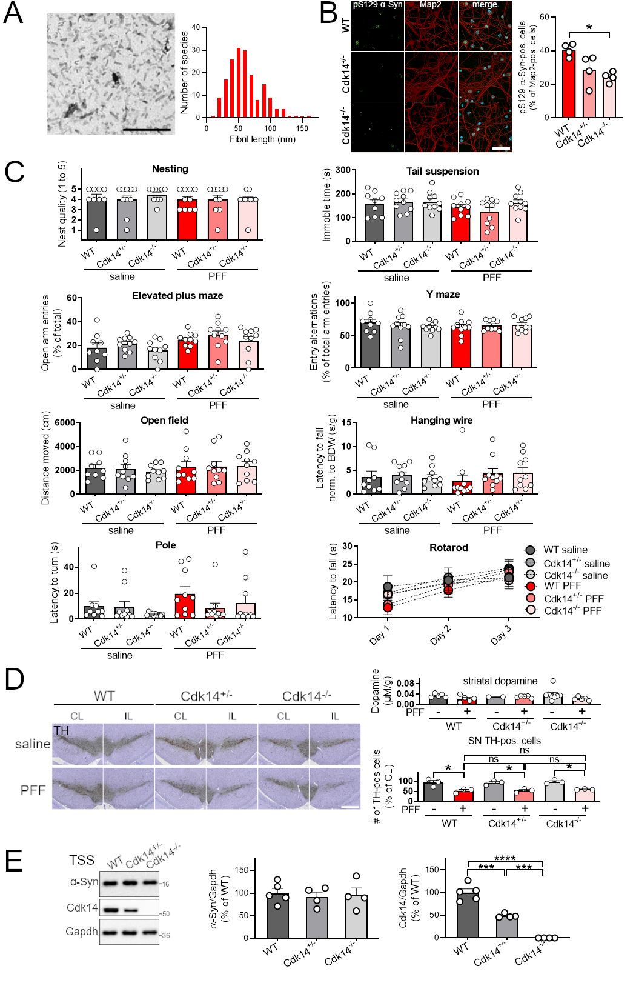 A
Number of species
40
30
20
10
0
0
50
100
150
Fibril length (nm)
B
pS129 α-Syn
Map2
merge
WT
Cdk14+/-
Cdk14-/-
pS129 α-Syn-pos. cells
(% of Map2-pos. cells)
60
40
20
0
*
WT
Cdk14+/-
Cdk14-/-
C
Nesting
Nest quality (1 to 5)
5
4
3
2
1
WT
Cdk14+/-
Cdk14-/-
WT
Cdk14+/-
Cdk14-/-
saline
PFF
Tail suspension
Immoble time (s)
300
200
100
0
WT
Cdk14+/-
Cdk14-/-
WT
Cdk14+/-
Cdk14-/-
saline
PFF
Elevated plus maze
Open arm entries
(% of total)
60
40
20
0
WT
Cdk14+/-
Cdk14-/-
WT
Cdk14+/-
Cdk14-/-
saline
PFF
Y maze
Entry alternations
(% of total arm entries)
100
50
0
WT
Cdk14+/-
Cdk14-/-
WT
Cdk14+/-
Cdk14-/-
saline
PFF
Open field
Distance moved (cm)
6000
4000
2000
0
WT
Cdk14+/-
Cdk14-/-
WT
Cdk14+/-
Cdk14-/-
saline
PFF
Hanging wire
Latency to fall
norm. to BDW (s/g)
15
10
5
0
WT
Cdk14+/-
Cdk14-/-
WT
Cdk14+/-
Cdk14-/-
saline
PFF
Pole
Latency to turn (s)
40
20
0
WT
Cdk14+/-
Cdk14-/-
WT
Cdk14+/-
Cdk14-/-
saline
PFF
Rotarod
Latency to fall (s)
30
25
20
15
10
Day 1
Day 2
Day 3
WT saline
Cdk14+/- saline
Cdk14-/- saline
WT PFF
Cdk14+/- PFF
Cdk14-/- PFF
D
WT
Cdk14+/-
Cdk14-/-
CL
IL
CL
IL
CL
IL
TH
saline
PFF
striatal dopamine
Dopamine
(µM/g)
0.08
0.04
0.00
PFF
- + - + - +
WT
Cdk14+/-
Cdk14-/-
SN TH-pos. cells
# of TH-pos cells
(% of CL)
100
50
0
ns
ns
ns
*
*
*
PFF
- + - + - +
WT
Cdk14+/-
Cdk14-/-
E
TSS
WT
Cdk14+/-
Cdk14-/-
α-Syn
-16
Cdk14
-50
Gapdh
-36
α-Syn/Gapdh
(% of WT)
150
100
50
0
WT
Cdk14+/-
Cdk14-/-
Cdk14/Gapdh
(% of WT)
150
100
50
0
****
***
***
WT
Cdk14+/-
Cdk14-/-